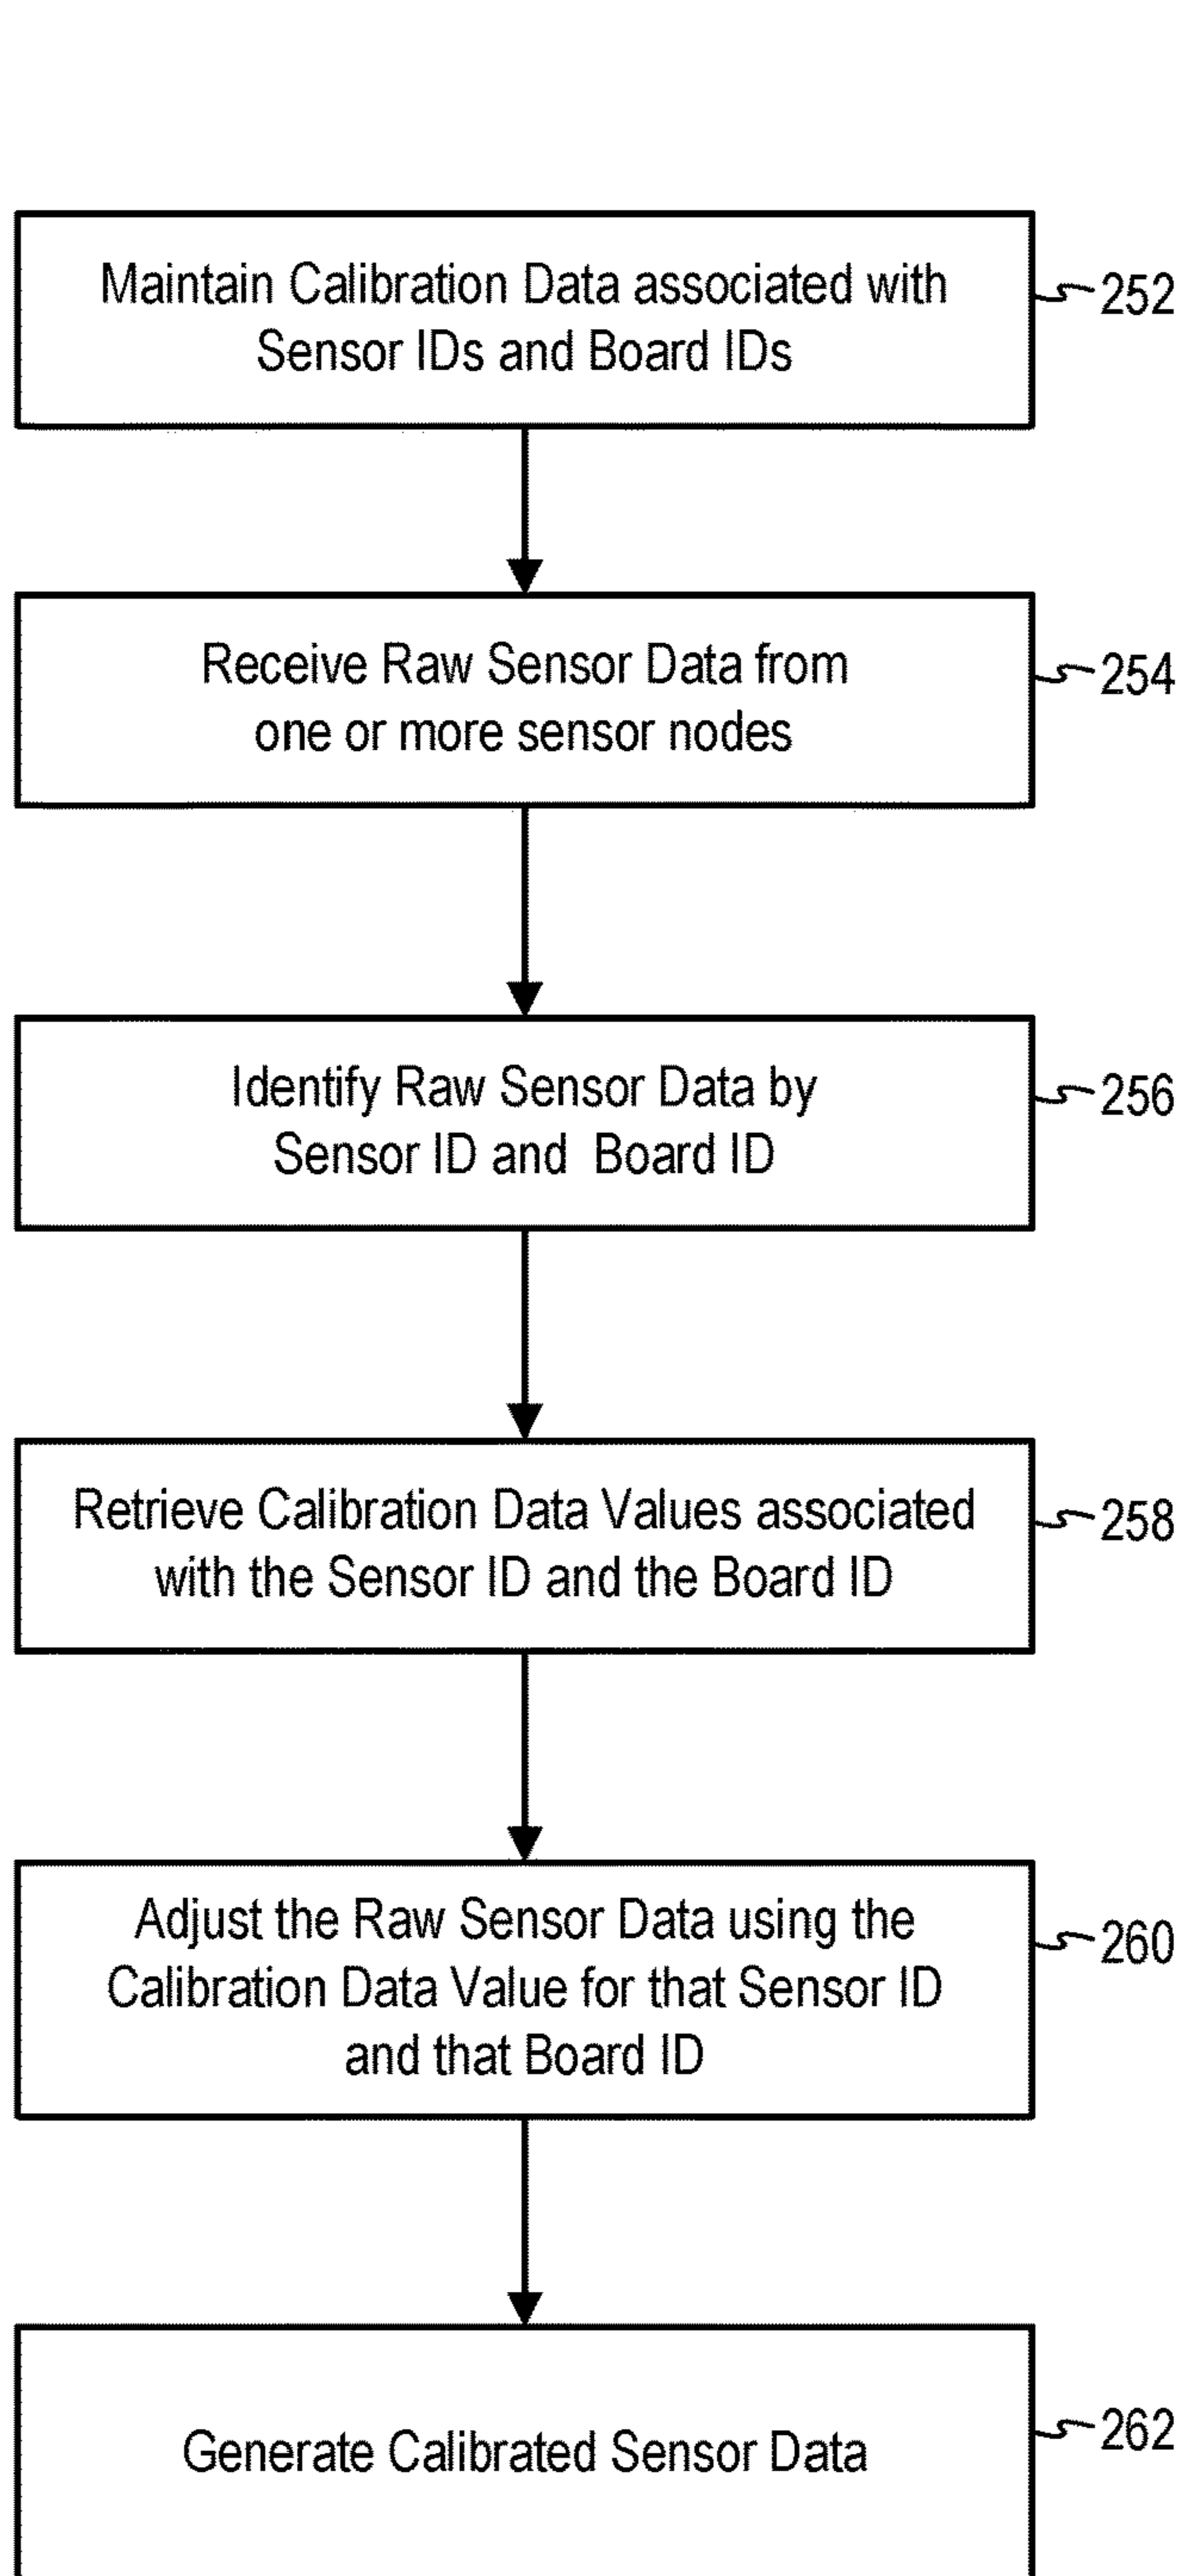 Maintain Calibration Data associated with
Sensor IDs and Board IDs
252
Receive Raw Sensor Data from
one or more sensor nodes
254
Identify Raw Sensor Data by
Sensor ID and Board ID
256
Retrieve Calibration Data Values associated
with the Sensor ID and the Board ID
258
Adjust the Raw Sensor Data using the
Calibration Data Value for that Sensor ID
and that Board ID
260
Generate Calibrated Sensor Data
262